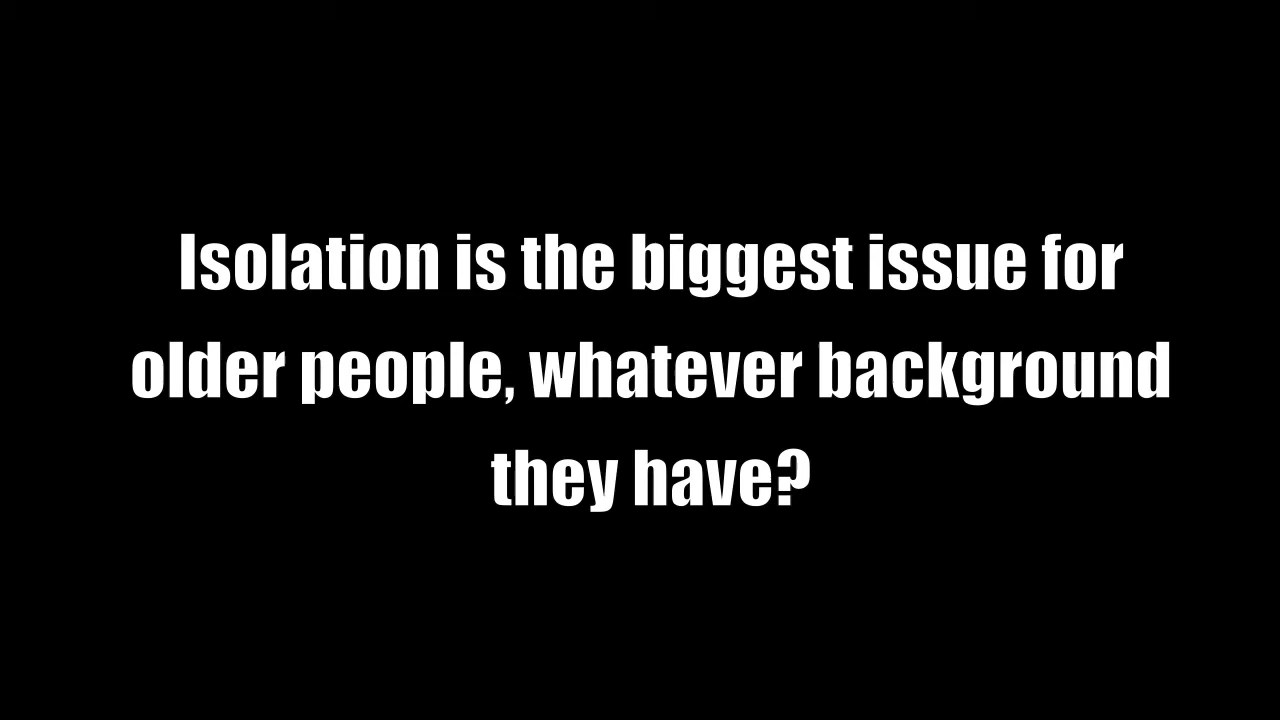 Isolation is the biggest issue for
older people, whatever background
they have?